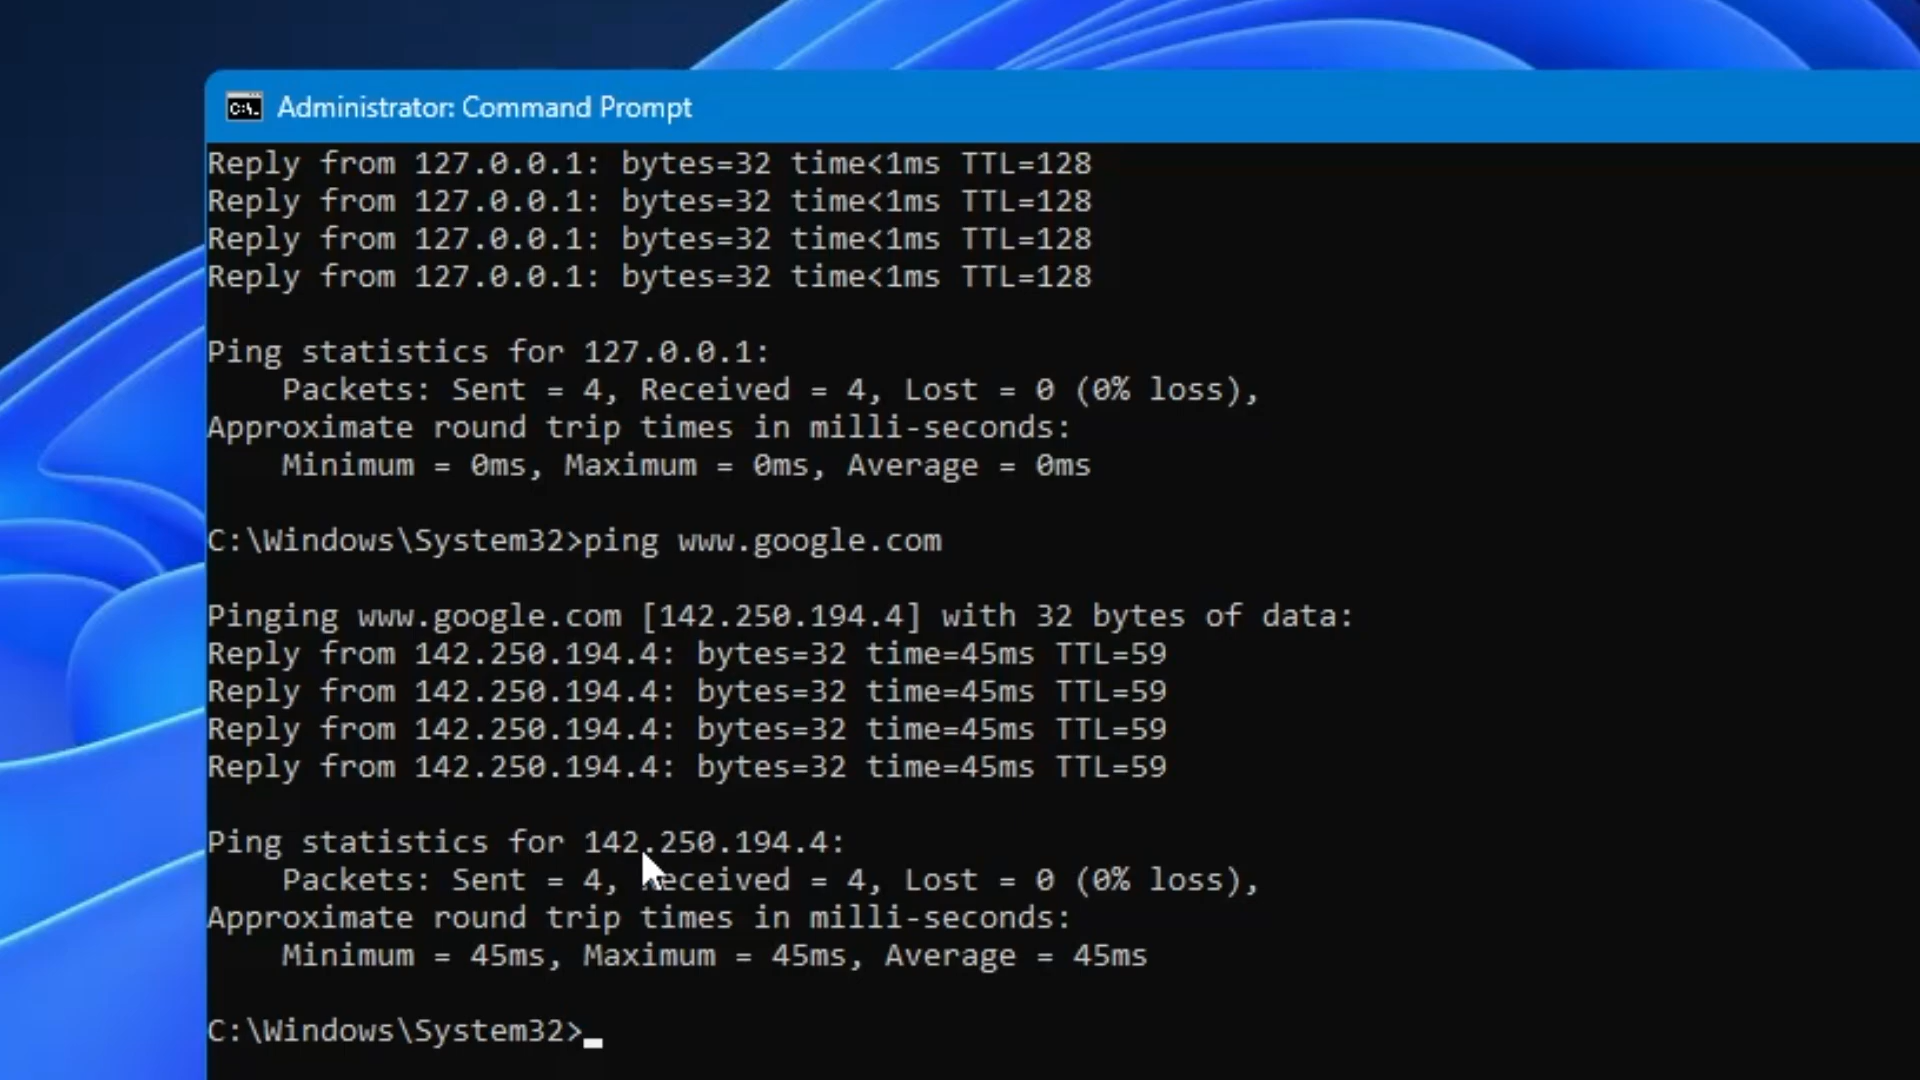 Administrator: Command Prompt
Reply from 127.0.0.1: bytes=32 time<1ms TTL=128
Reply from 127.0.0.1: bytes=32 time<1ms TTL=128
Reply from 127.0.0.1: bytes=32 time<1ms TTL=128
Reply from 127.0.0.1: bytes=32 time<1ms TTL=128
Ping statistics for 127.0.0.1:
Packets: Sent = 4, Received = 4, Lost = 0 (0% loss),
Approximate round trip times in milli-seconds:
Minimum = 0ms, Maximum = 0ms, Average = 0ms
C:\Windows\System32>ping www.google.com
Pinging www.google.com [142.250.194.4] with 32 bytes of data:
Reply from 142.250.194.4: bytes=32 time=45ms TTL=59
Reply from 142.250.194.4: bytes=32 time=45ms TTL=59
Reply from 142.250.194.4: bytes=32 time=45ms TTL=59
Reply from 142.250.194.4: bytes=32 time=45ms TTL=59
Ping statistics for 142.250.194.4:
Packets: Sent = 4, Received = 4, Lost = 0 (0% loss),
Approximate round trip times in milli-seconds:
Minimum = 45ms, Maximum = 45ms, Average = 45ms
C:\Windows\System32>